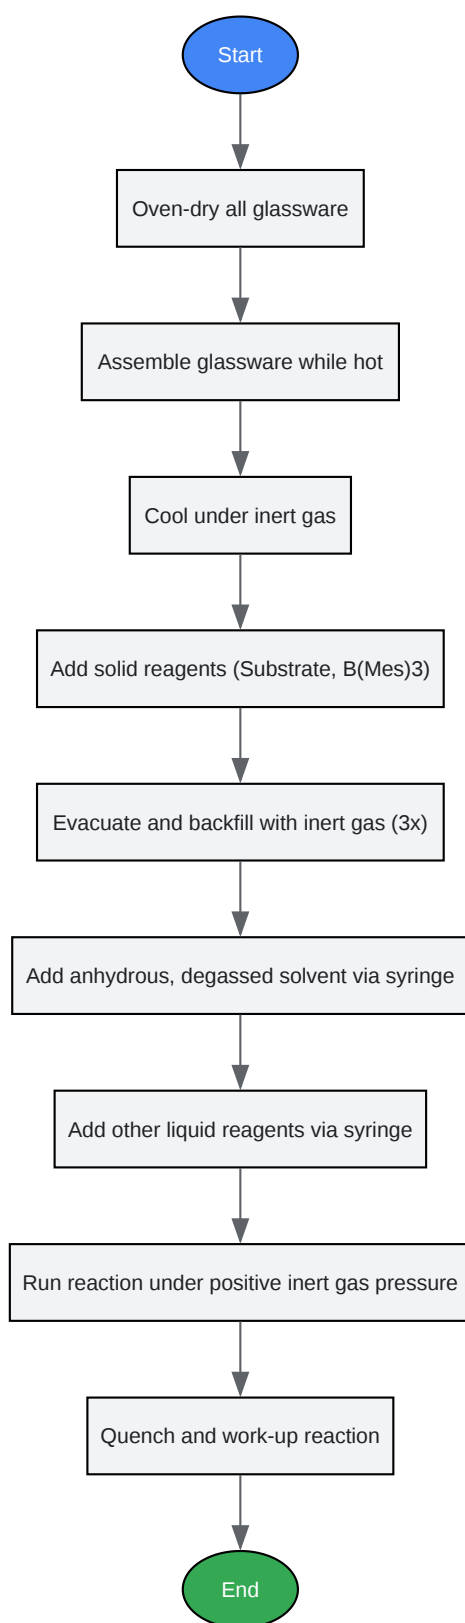 Start
Oven-dry all glassware
Assemble glassware while hot
Cool under inert gas
Add solid reagents (Substrate, B(Mes)3)
Evacuate and backfill with inert gas (3x)
Add anhydrous, degassed solvent via syringe
Add other liquid reagents via syringe
Run reaction under positive inert gas pressure
Quench and work-up reaction
End